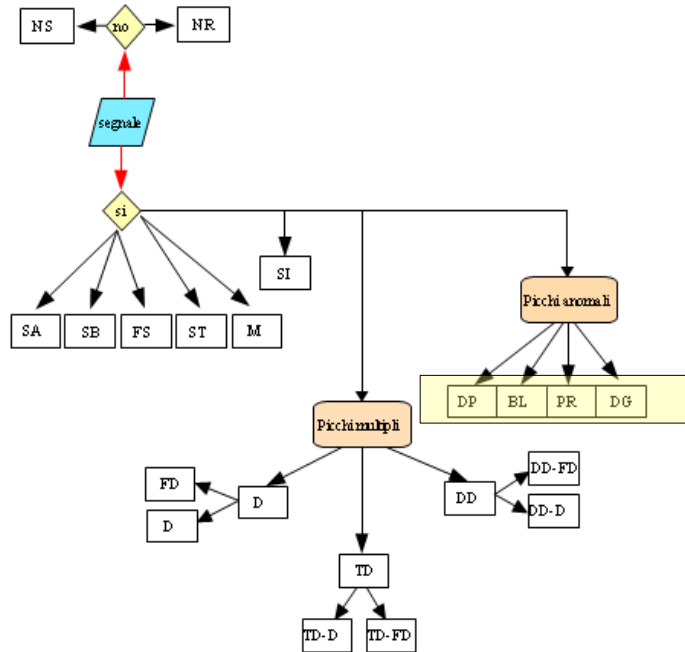 NS
no
NR
segnale
si
SI
SA
SB
FS
ST
M
Picchi anomali
DP
BL
PR
DG
Picchi multipli
FD
D
D
DD
DD-FD
DD-D
TD
TD-D
TD-FD